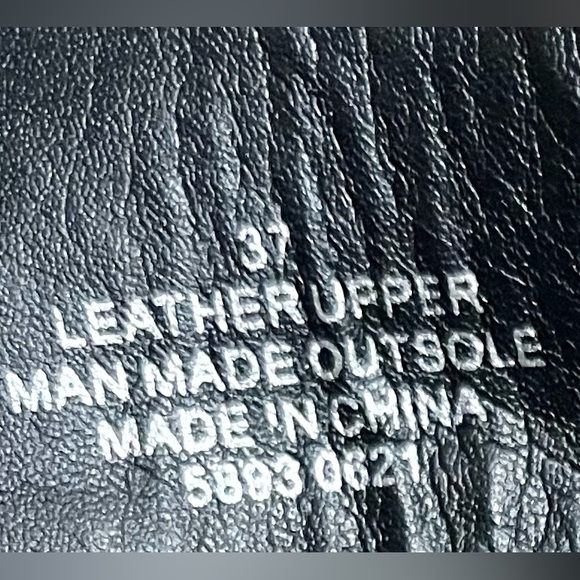 37
LEATHER UPPER
MAN MADE OUTSOLE
MADE IN CHINA
5893 0621